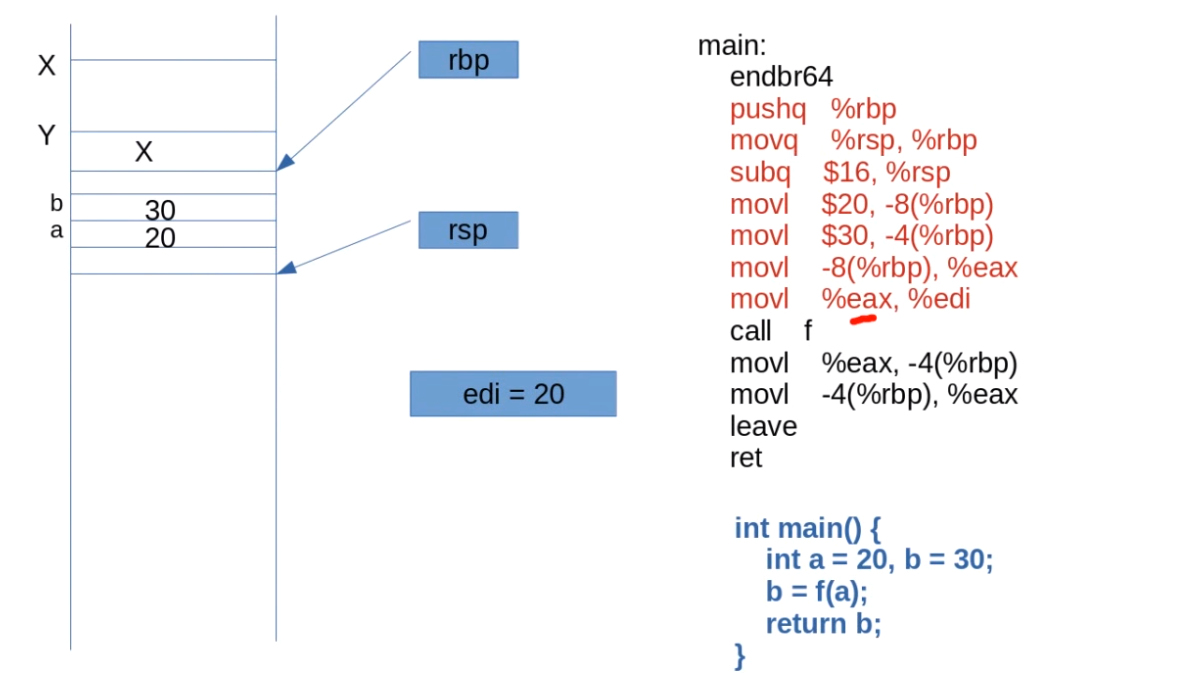 X
Y
X
b
30
a
20
rbp
rsp
edi = 20
main:
endbr64
pushq %rbp
movq %rsp, %rbp
subq $16, %rsp
movl $20, -8(%rbp)
movl $30, -4(%rbp)
movl -8(%rbp), %eax
movl %eax, %edi
call f
movl %eax, -4(%rbp)
movl -4(%rbp), %eax
leave
ret
int main() {
int a = 20, b = 30;
b = f(a);
return b;
}